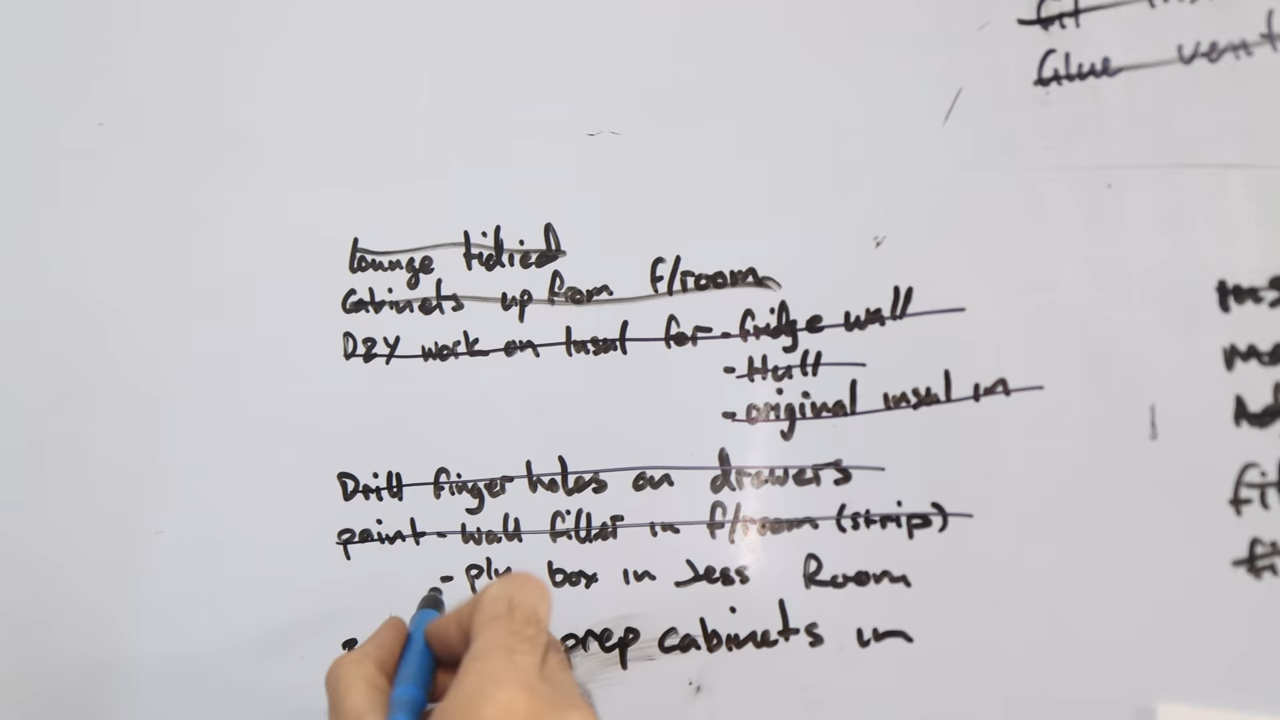 Glue vent
lounge tidied
Cabinets up from f/room
DZY work on Insul for - fridge wall
- Hull
- original insul in
Drill finger holes on drawers
paint - wall filler in f/room (strip)
- ply box in Jess Room
prep cabinets in